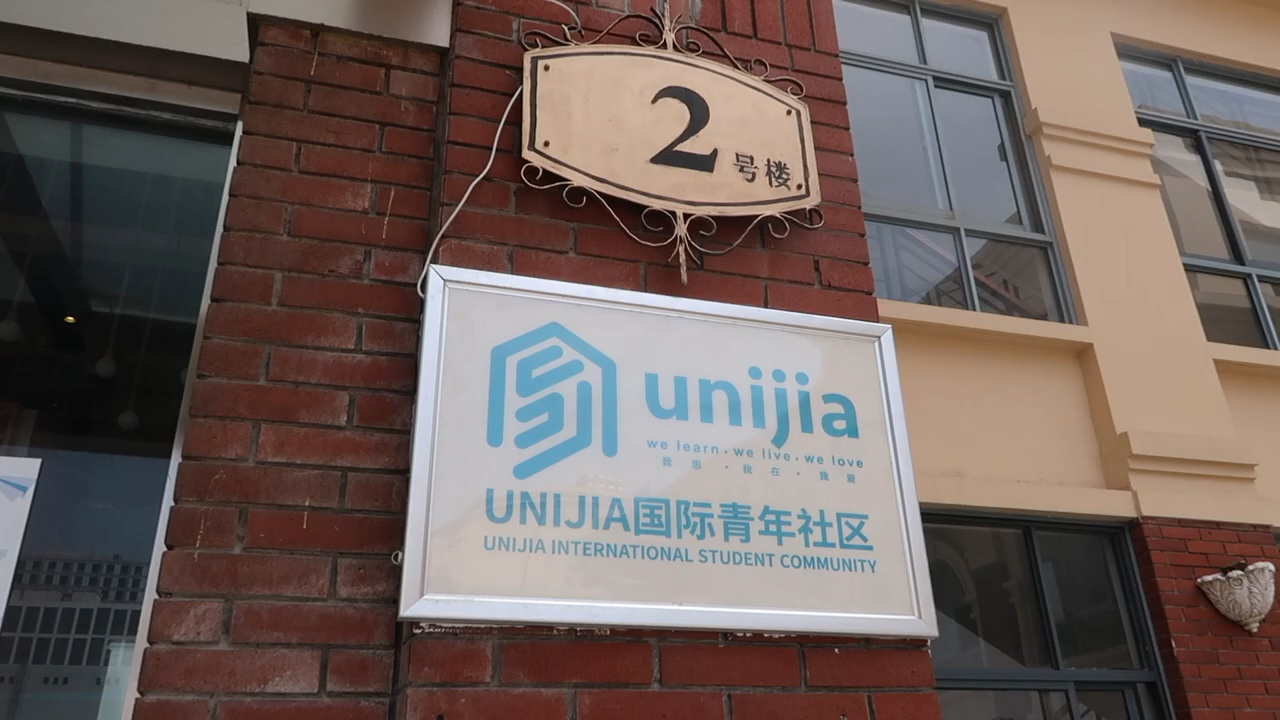 2号楼
unijia
we learn·we live·we love
我思·我在·我爱
UNIJIA国际青年社区
UNIJIA INTERNATIONAL STUDENT COMMUNITY